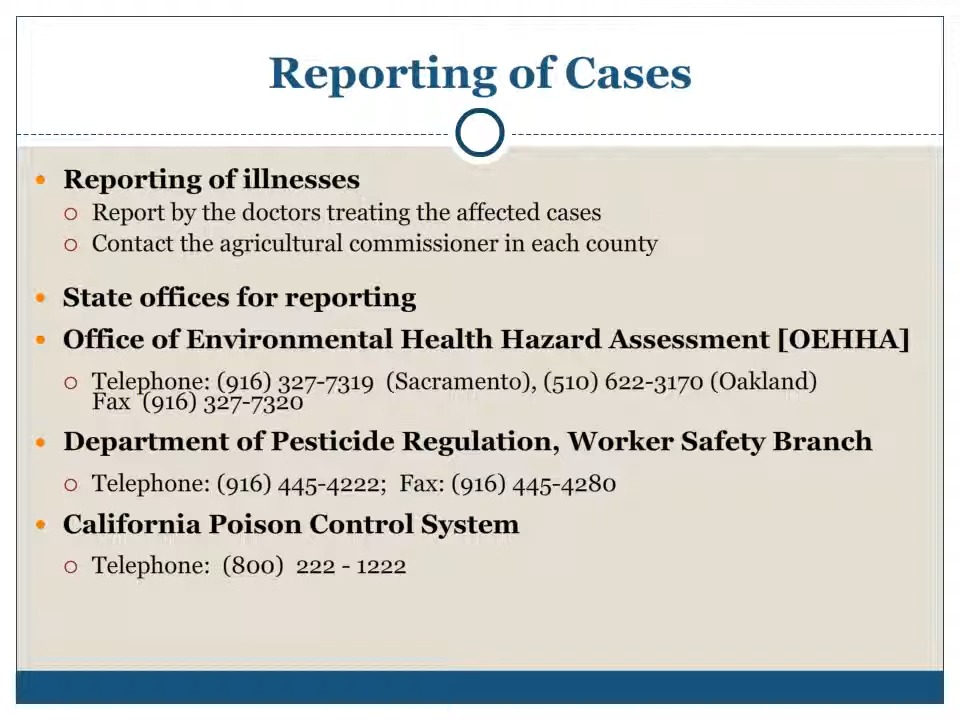 Reporting of Cases
Reporting of illnesses
Report by the doctors treating the affected cases
Contact the agricultural commissioner in each county
State offices for reporting
Office of Environmental Health Hazard Assessment [OEHHA]
Telephone: (916) 327-7319  (Sacramento), (510) 622-3170 (Oakland)
Fax  (916) 327-7320
Department of Pesticide Regulation, Worker Safety Branch
Telephone: (916) 445-4222;  Fax: (916) 445-4280
California Poison Control System
Telephone:  (800)  222 - 1222